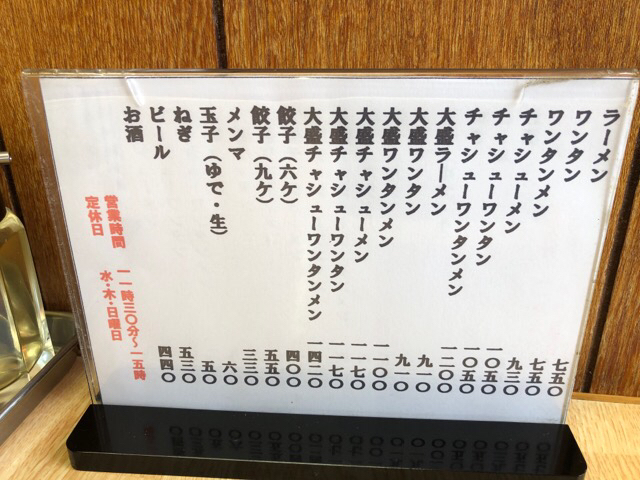 ラーメン 七五〇
ワンタン 七五〇
ワンタンメン 九三〇
チャシューメン 一〇五〇
チャシューワンタン 一〇五〇
チャシューワンタンメン 一二〇〇
大盛ラーメン 九一〇
大盛ワンタン 九一〇
大盛ワンタンメン 一一〇〇
大盛チャシューメン 一一七〇
大盛チャシューワンタン 一一七〇
大盛チャシューワンタンメン 一四二〇
餃子（六ケ） 四〇〇
餃子（九ケ） 五五〇
メンマ 三三〇
玉子（ゆで・生） 六〇
ねぎ 五〇
ビール 五三〇
お酒 四四〇
営業時間 一一時三〇分〜一五時
定休日 水・木・日曜日